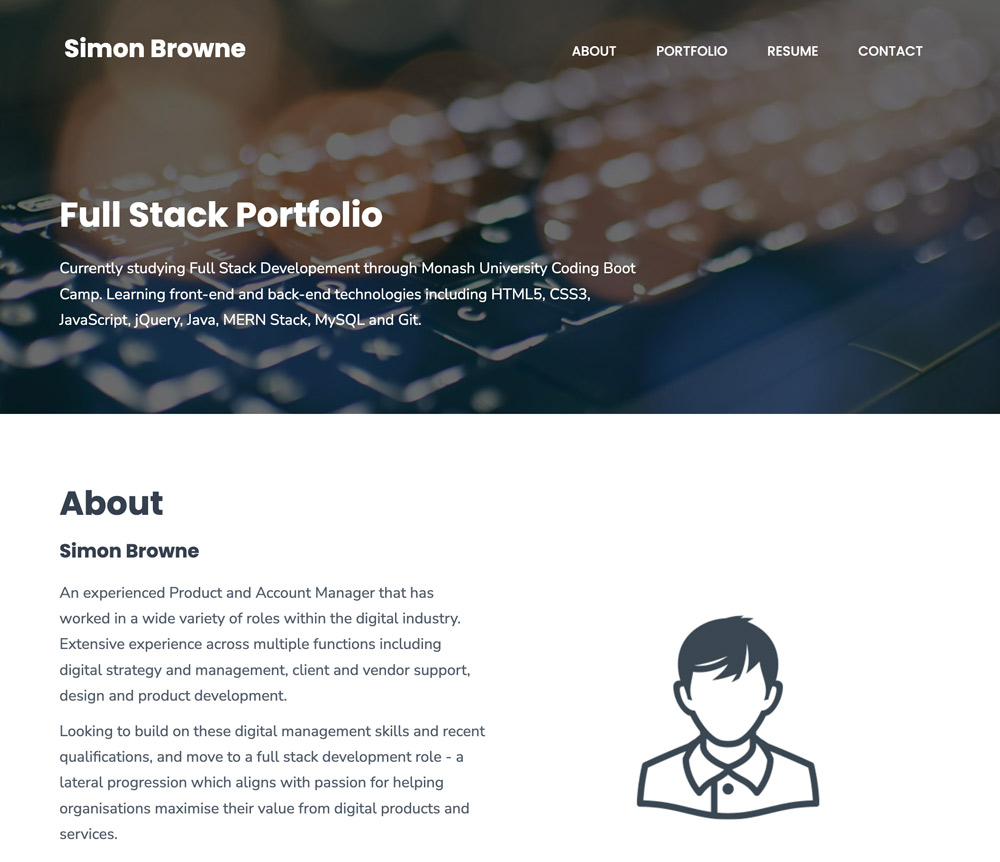 Simon Browne
ABOUT PORTFOLIO RESUME CONTACT
Full Stack Portfolio
Currently studying Full Stack Developement through Monash University Coding Boot
Camp. Learning front-end and back-end technologies including HTML5, CSS3,
JavaScript, jQuery, Java, MERN Stack, MySQL and Git.
About
Simon Browne
An experienced Product and Account Manager that has
worked in a wide variety of roles within the digital industry.
Extensive experience across multiple functions including
digital strategy and management, client and vendor support,
design and product development.
Looking to build on these digital management skills and recent
qualifications, and move to a full stack development role - a
lateral progression which aligns with passion for helping
organisations maximise their value from digital products and
services.